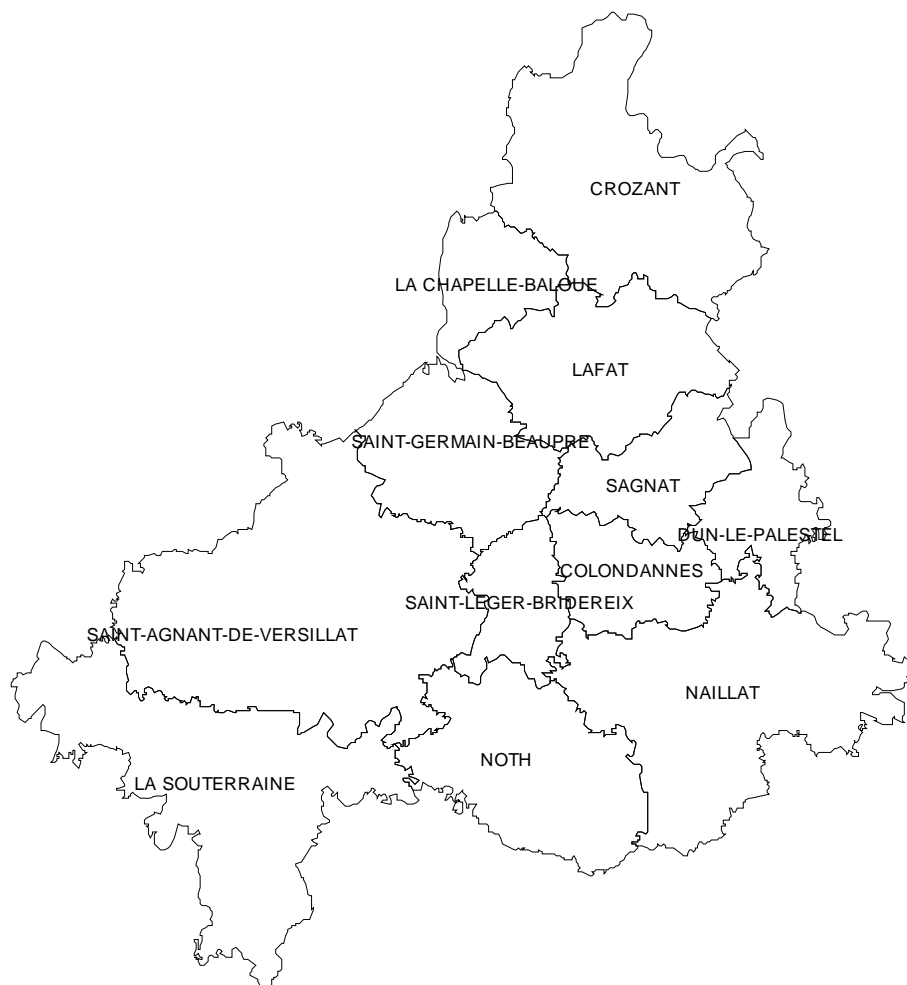 CROZANT
LA CHAPELLE-BALOUE
LAFAT
SAINT-GERMAIN-BEAUPRE
SAGNAT
DUN-LE-PALESTEL
COLONDANNES
SAINT-LEGER-BRIDEREIX
SAINT-AGNANT-DE-VERSILLAT
NAILLAT
NOTH
LA SOUTERRAINE